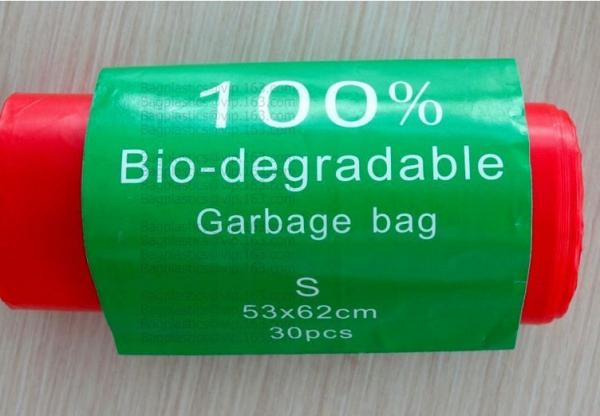 100%
Bio-degradable
Garbage bag
S
53x62cm
30pcs